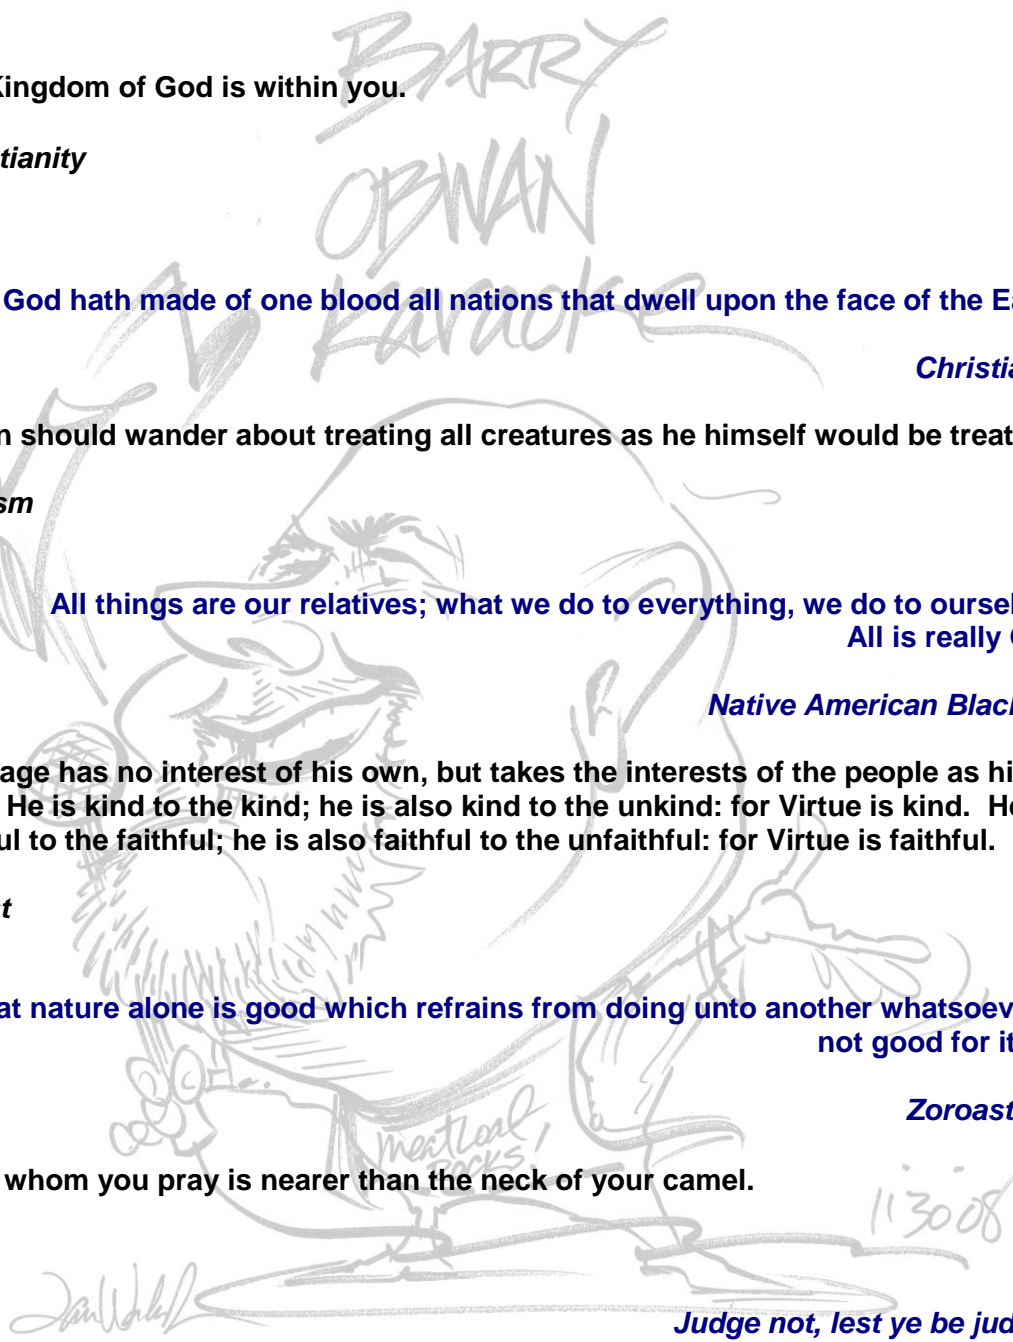 BARRY
Kingdom of God is within you.
tianity
OBWAN
God hath made of one blood all nations that dwell upon the face of the Ea
Karaoke
Christia
n should wander about treating all creatures as he himself would be treat
sm
All things are our relatives; what we do to everything, we do to oursel
All is really
Native American Blac
age has no interest of his own, but takes the interests of the people as hi
He is kind to the kind; he is also kind to the unkind: for Virtue is kind. He
ul to the faithful; he is also faithful to the unfaithful: for Virtue is faithful.
st
at nature alone is good which refrains from doing unto another whatsoev
not good for it
Zoroast
meatloaf,
ROCKS!
whom you pray is nearer than the neck of your camel.
11·30·08
Judge not, lest ye be jud